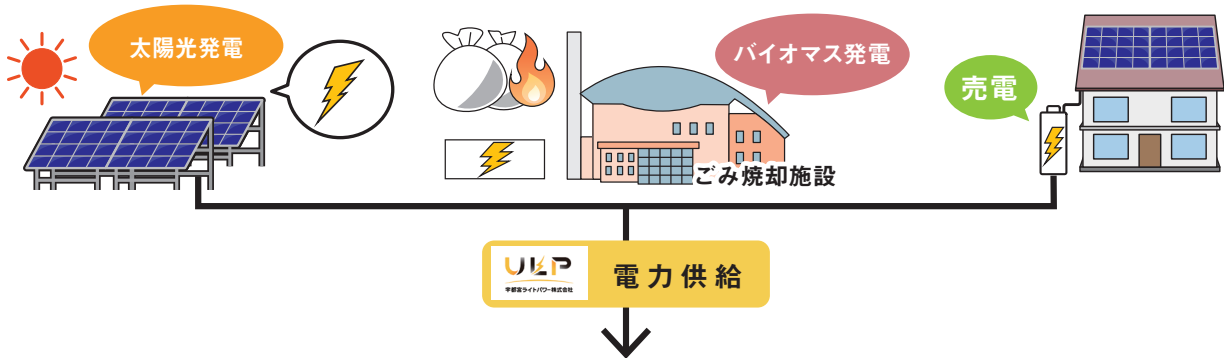 太陽光発電
バイオマス発電
売電
ごみ焼却施設
ULP
宇都宮ライトパワー株式会社
電力供給